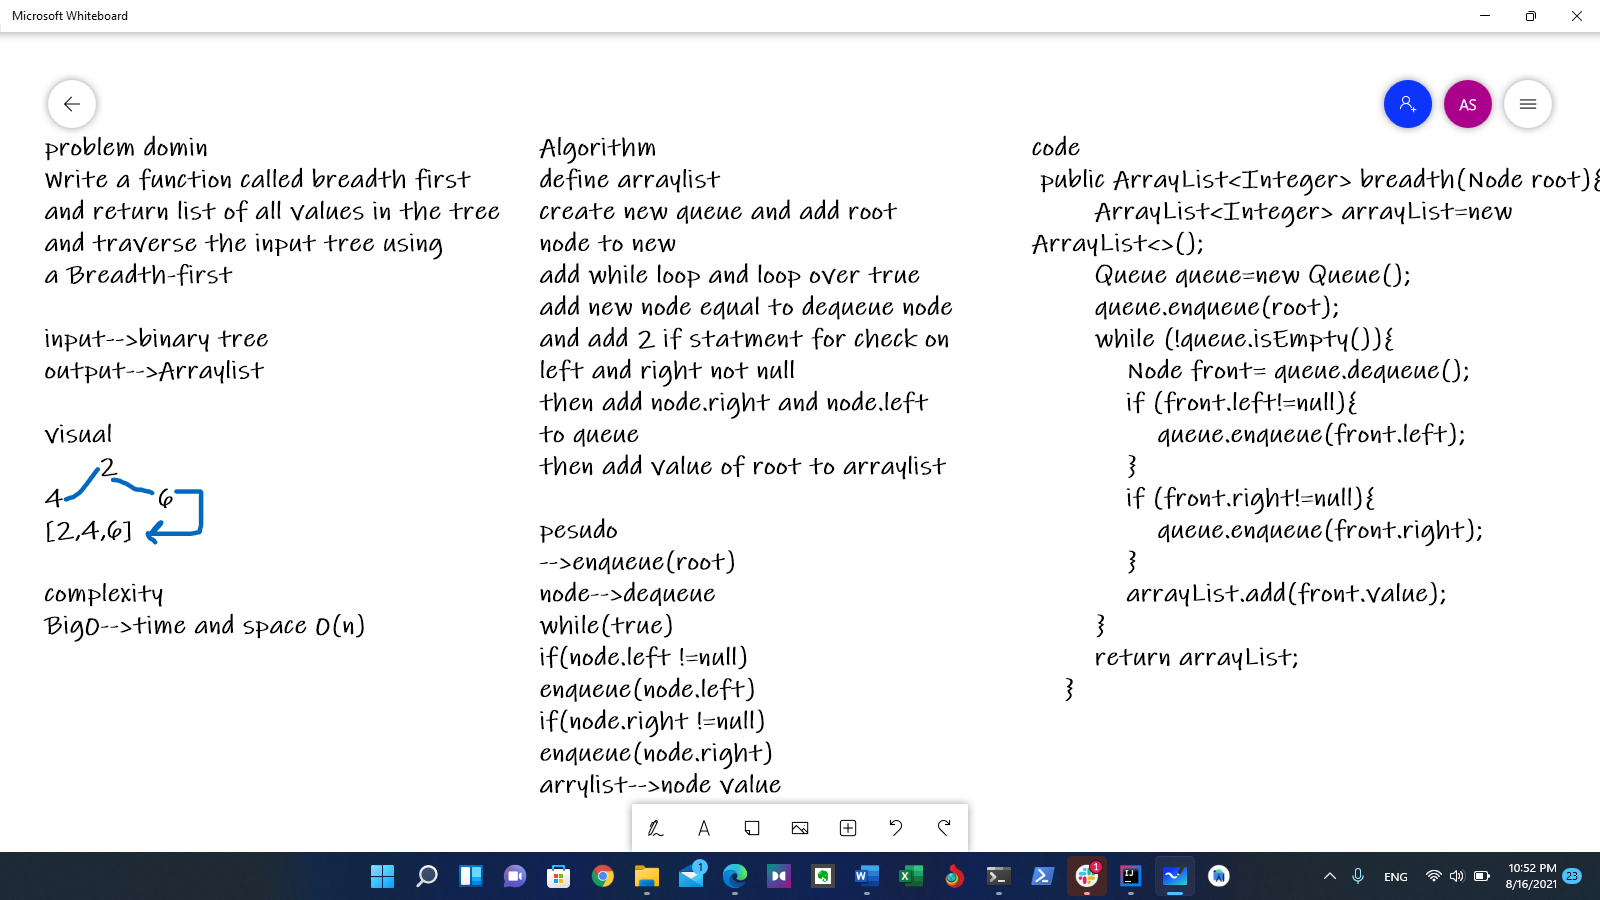 Microsoft Whiteboard
AS
problem domin
Write a function called breadth first
and return list of all values in the tree
and traverse the input tree using
a Breadth-first
input-->binary tree
output-->Arraylist
visual
2
4 6
[2,4,6]
complexity
BigO-->time and space O(n)
Algorithm
define arraylist
create new queue and add root
node to new
add while loop and loop over true
add new node equal to dequeue node
and add 2 if statment for check on
left and right not null
then add node.right and node.left
to queue
then add value of root to arraylist
pesudo
-->enqueue(root)
node-->dequeue
while(true)
if(node.left !=null)
enqueue(node.left)
if(node.right !=null)
enqueue(node.right)
arrylist-->node value
code
public ArrayList<Integer> breadth(Node root){
ArrayList<Integer> arrayList=new
ArrayList<>();
Queue queue=new Queue();
queue.enqueue(root);
while (!queue.isEmpty()){
Node front= queue.dequeue();
if (front.left!=null){
queue.enqueue(front.left);
}
if (front.right!=null){
queue.enqueue(front.right);
}
arrayList.add(front.value);
}
return arrayList;
}
1
1
ENG
10:52 PM
8/16/2021
23